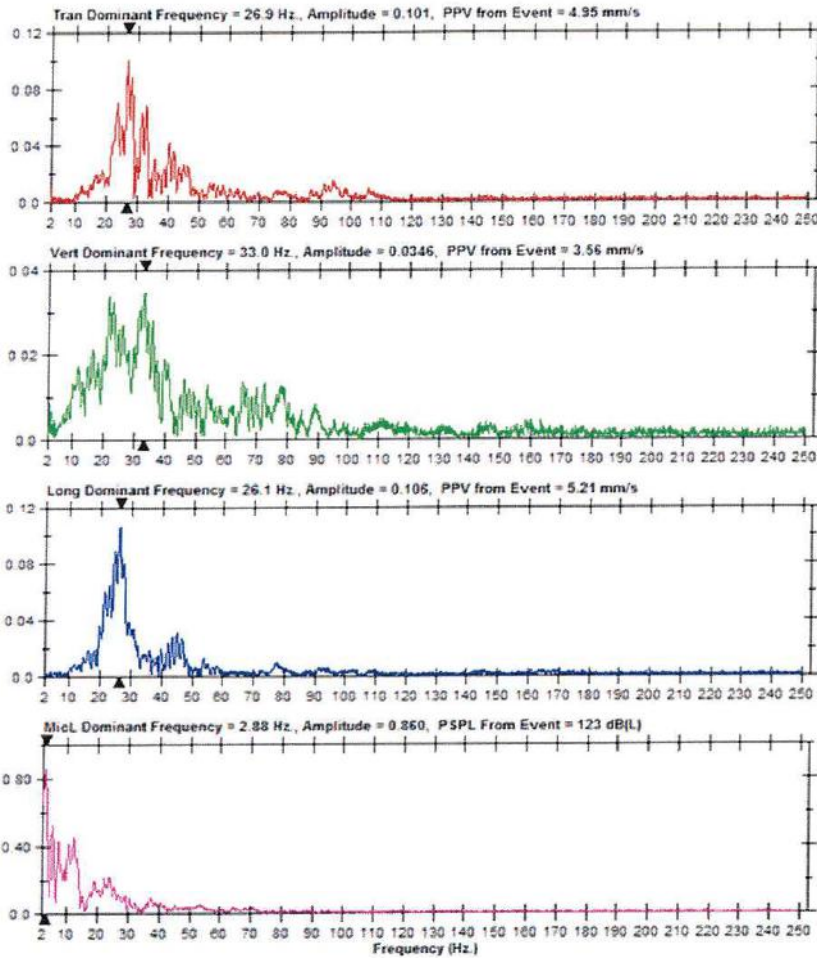 Tran Dominant Frequency = 26.9 Hz., Amplitude = 0.101, PPV from Event = 4.95 mm/s
0.12
0.08
0.04
0.0
2 10 20 30 40 50 60 70 80 90 100 110 120 130 140 150 160 170 180 190 200 210 220 230 240 250
Vert Dominant Frequency = 33.0 Hz., Amplitude = 0.0346, PPV from Event = 3.56 mm/s
0.04
0.02
0.0
2 10 20 30 40 50 60 70 80 90 100 110 120 130 140 150 160 170 180 190 200 210 220 230 240 250
Long Dominant Frequency = 26.1 Hz., Amplitude = 0.106, PPV from Event = 5.21 mm/s
0.12
0.08
0.04
0.0
2 10 20 30 40 50 60 70 80 90 100 110 120 130 140 150 160 170 180 190 200 210 220 230 240 250
MicL Dominant Frequency = 2.88 Hz., Amplitude = 0.860, PSPL From Event = 123 dB(L)
0.80
0.40
0.0
2 10 20 30 40 50 60 70 80 90 100 110 120 130 140 150 160 170 180 190 200 210 220 230 240 250
Frequency (Hz.)